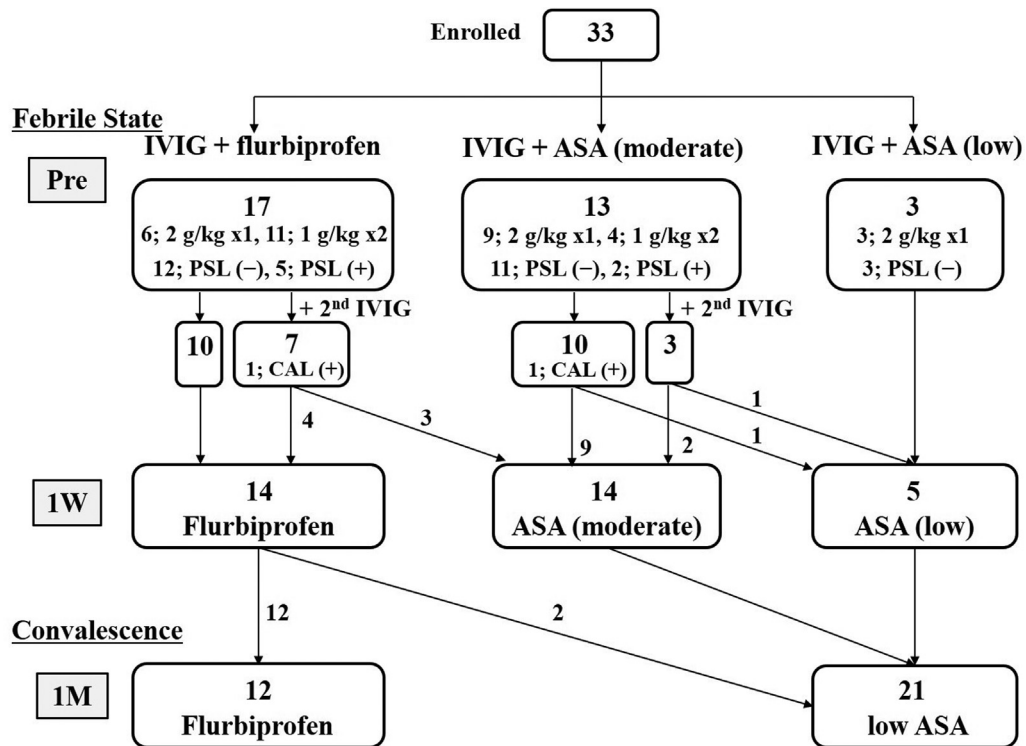 Enrolled
33
Febrile State
IVIG + flurbiprofen
IVIG + ASA (moderate)
IVIG + ASA (low)
Pre
17
6; 2 g/kg x1, 11; 1 g/kg x2
12; PSL (−), 5; PSL (+)
13
9; 2 g/kg x1, 4; 1 g/kg x2
11; PSL (−), 2; PSL (+)
3
3; 2 g/kg x1
3; PSL (−)
+ 2nd IVIG
+ 2nd IVIG
10
7
1; CAL (+)
10
1; CAL (+)
3
4
3
9
2
1
1
1W
14
Flurbiprofen
14
ASA (moderate)
5
ASA (low)
12
2
Convalescence
1M
12
Flurbiprofen
21
low ASA